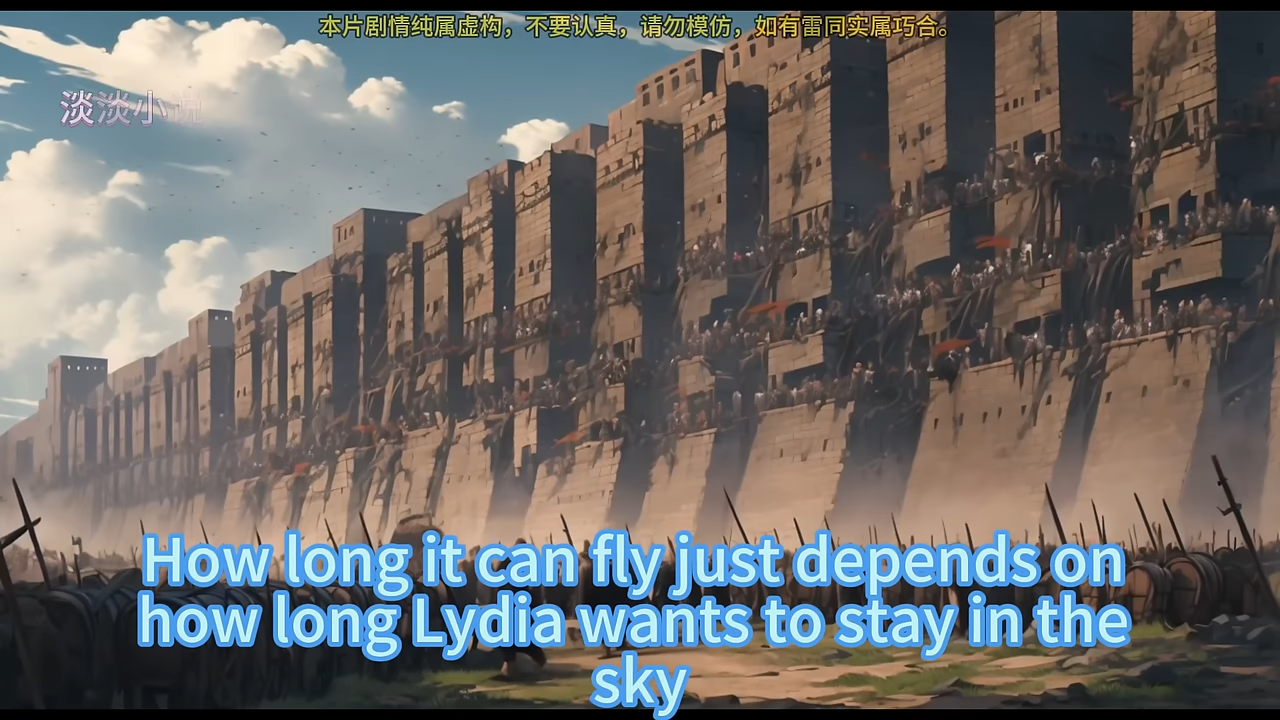 本片剧情纯属虚构，不要认真，请勿模仿，如有雷同实属巧合。
淡淡小说
How long it can fly just depends on
how long Lydia wants to stay in the
sky